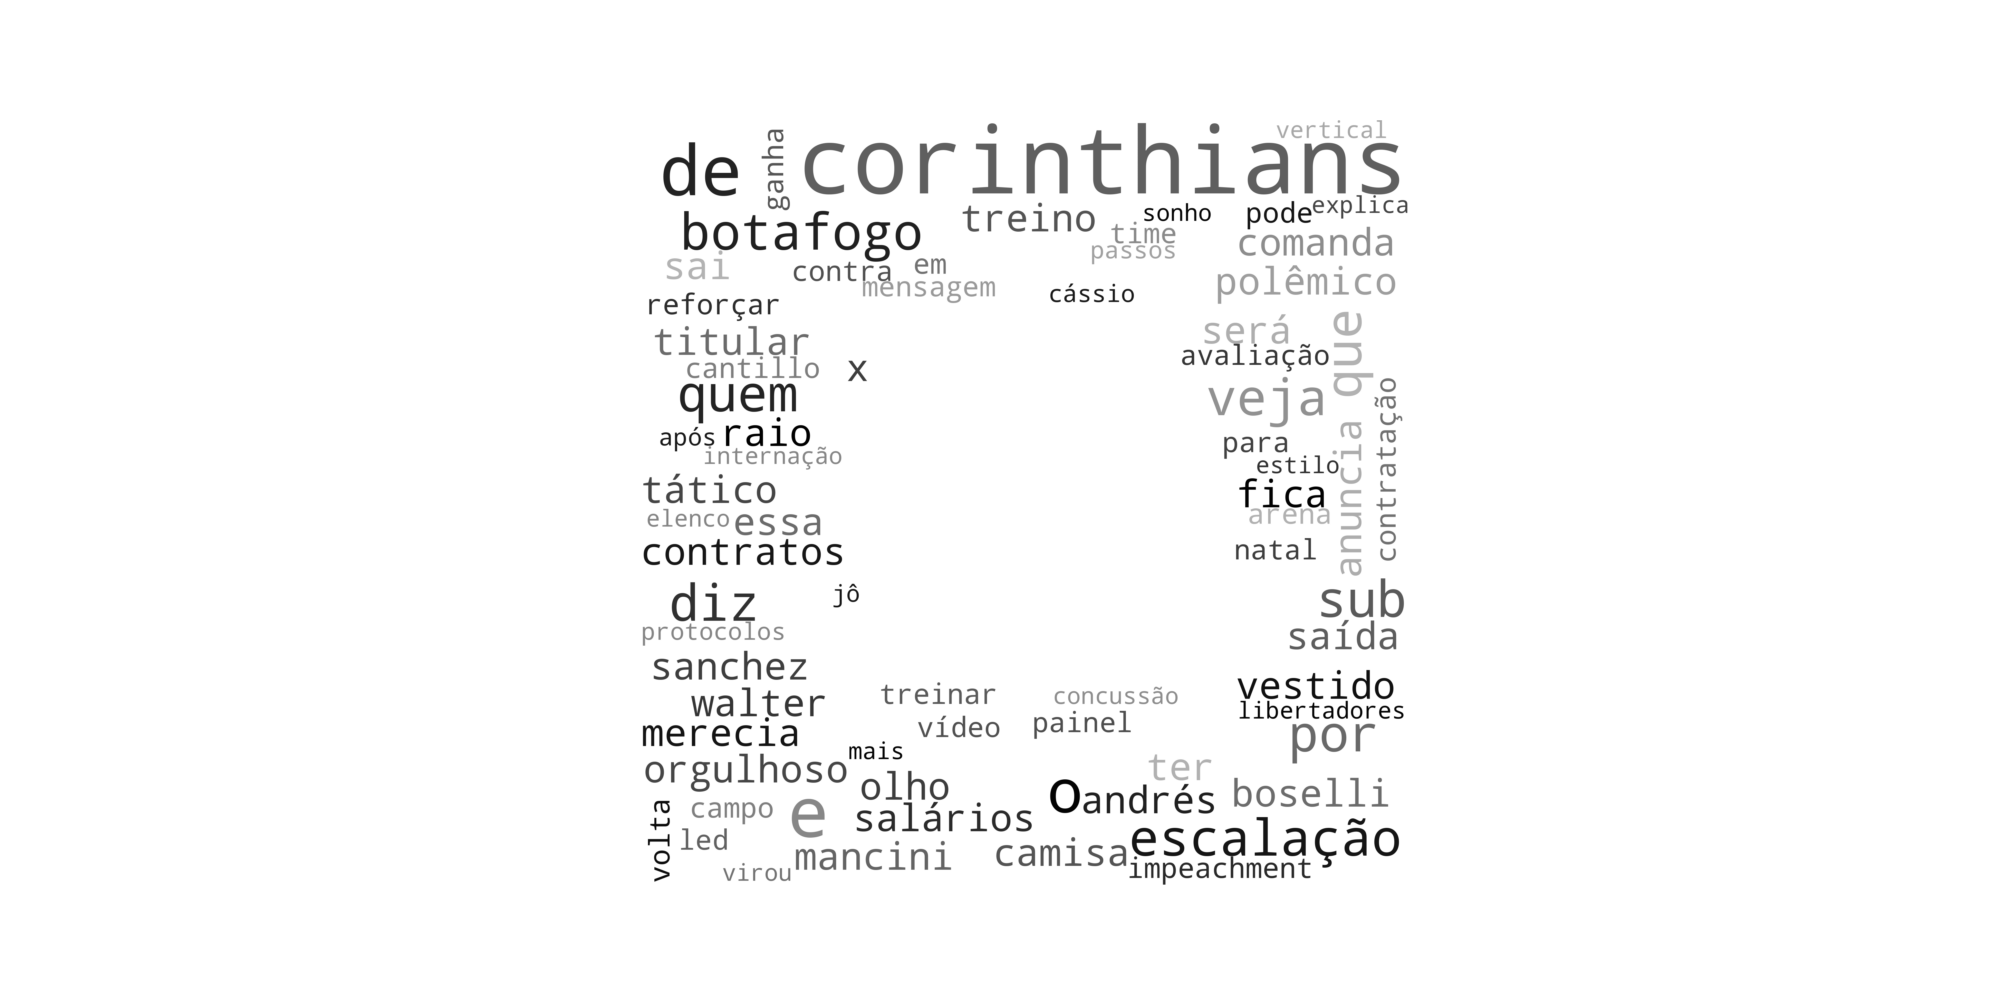 vertical
corinthians
de
ganha
botafogo
treino
sonho
pode
explica
time
passos
comanda
sai
contra
em
mensagem
cássio
polêmico
reforçar
titular
cantillo
x
será
avaliação
que
quem
veja
após
raio
internação
para
estilo
anuncia
contratação
tático
fica
elenco
essa
arena
contratos
natal
diz
jô
sub
protocolos
saída
sanchez
walter
treinar
concussão
vestido
libertadores
merecia
vídeo
painel
por
mais
orgulhoso
olho
ter
o
andrés
boselli
volta
campo
e
salários
led
escalação
virou
mancini
camisa
impeachment